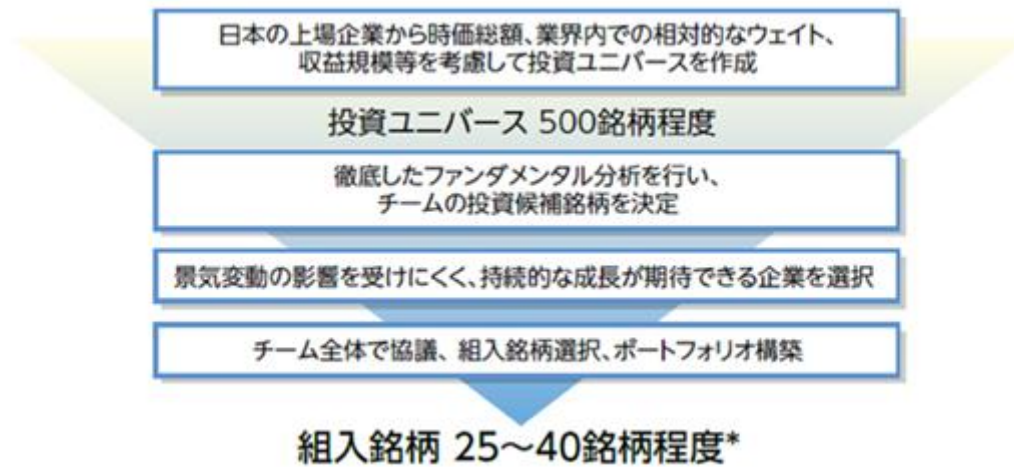 日本の上場企業から時価総額、業界内での相対的なウェイト、
収益規模等を考慮して投資ユニバースを作成
投資ユニバース 500銘柄程度
徹底したファンダメンタル分析を行い、
チームの投資候補銘柄を決定
景気変動の影響を受けにくく、持続的な成長が期待できる企業を選択
チーム全体で協議、組入銘柄選択、ポートフォリオ構築
組入銘柄 25～40銘柄程度*